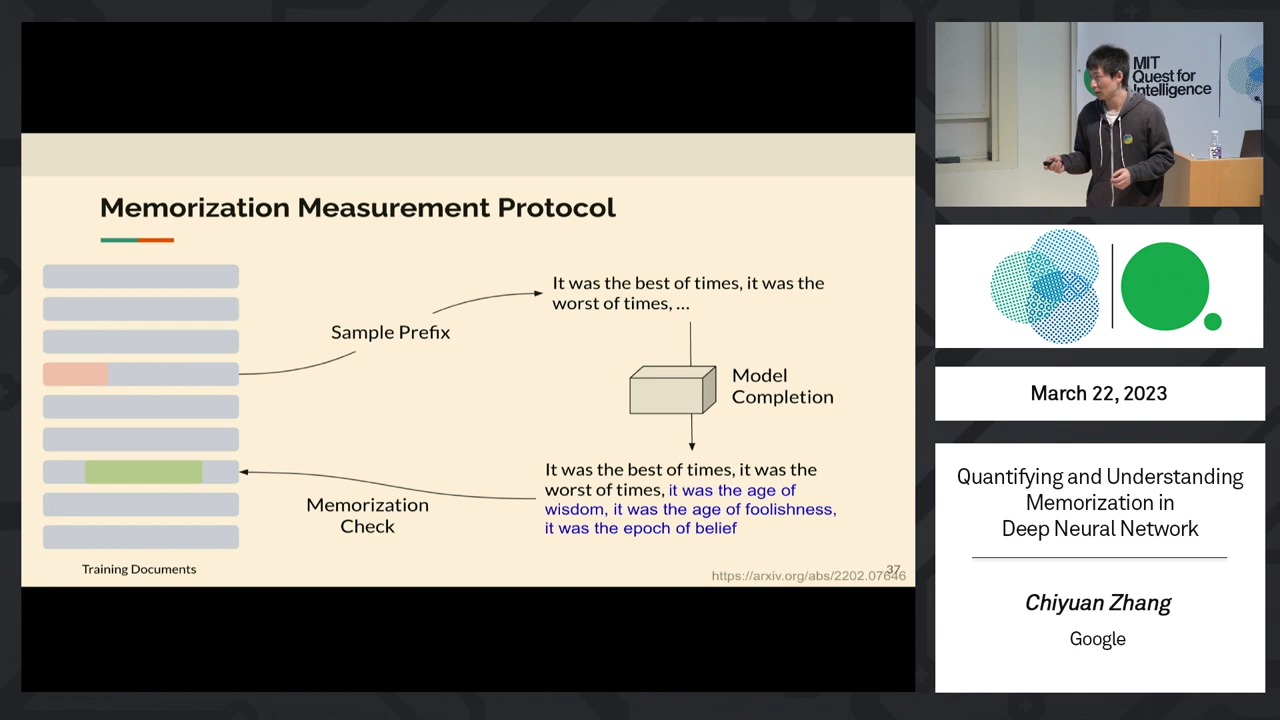 Memorization Measurement Protocol
Sample Prefix
It was the best of times, it was the
worst of times, ...
Model
Completion
It was the best of times, it was the
worst of times, it was the age of
wisdom, it was the age of foolishness,
it was the epoch of belief
Memorization
Check
Training Documents
37
https://arxiv.org/abs/2202.07646
MIT
Quest for
Intelligence
March 22, 2023
Quantifying and Understanding
Memorization in
Deep Neural Network
Chiyuan Zhang
Google